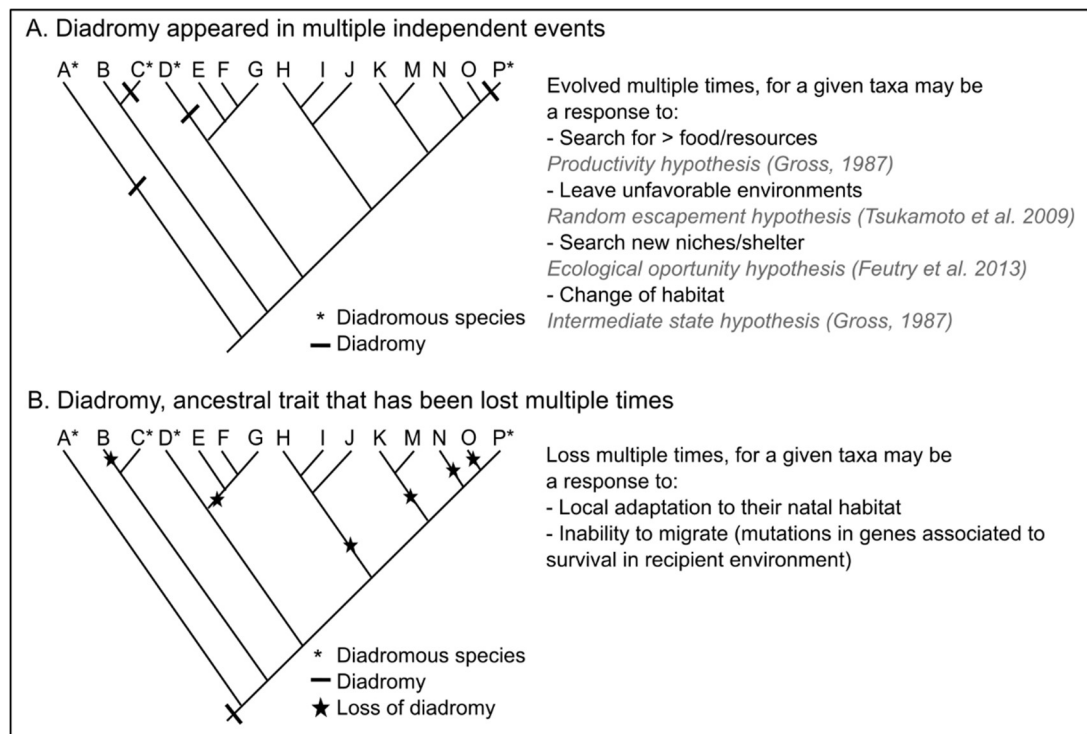 A. Diadromy appeared in multiple independent events
A* B C* D* E F G H I J K M N O P*
Evolved multiple times, for a given taxa may be
a response to:
- Search for > food/resources
Productivity hypothesis (Gross, 1987)
- Leave unfavorable environments
Random escapement hypothesis (Tsukamoto et al. 2009)
- Search new niches/shelter
Ecological oportunity hypothesis (Feutry et al. 2013)
- Change of habitat
Intermediate state hypothesis (Gross, 1987)
* Diadromous species
Diadromy
B. Diadromy, ancestral trait that has been lost multiple times
A* B C* D* E F G H I J K M N O P*
Loss multiple times, for a given taxa may be
a response to:
- Local adaptation to their natal habitat
- Inability to migrate (mutations in genes associated to
survival in recipient environment)
* Diadromous species
Diadromy
Loss of diadromy